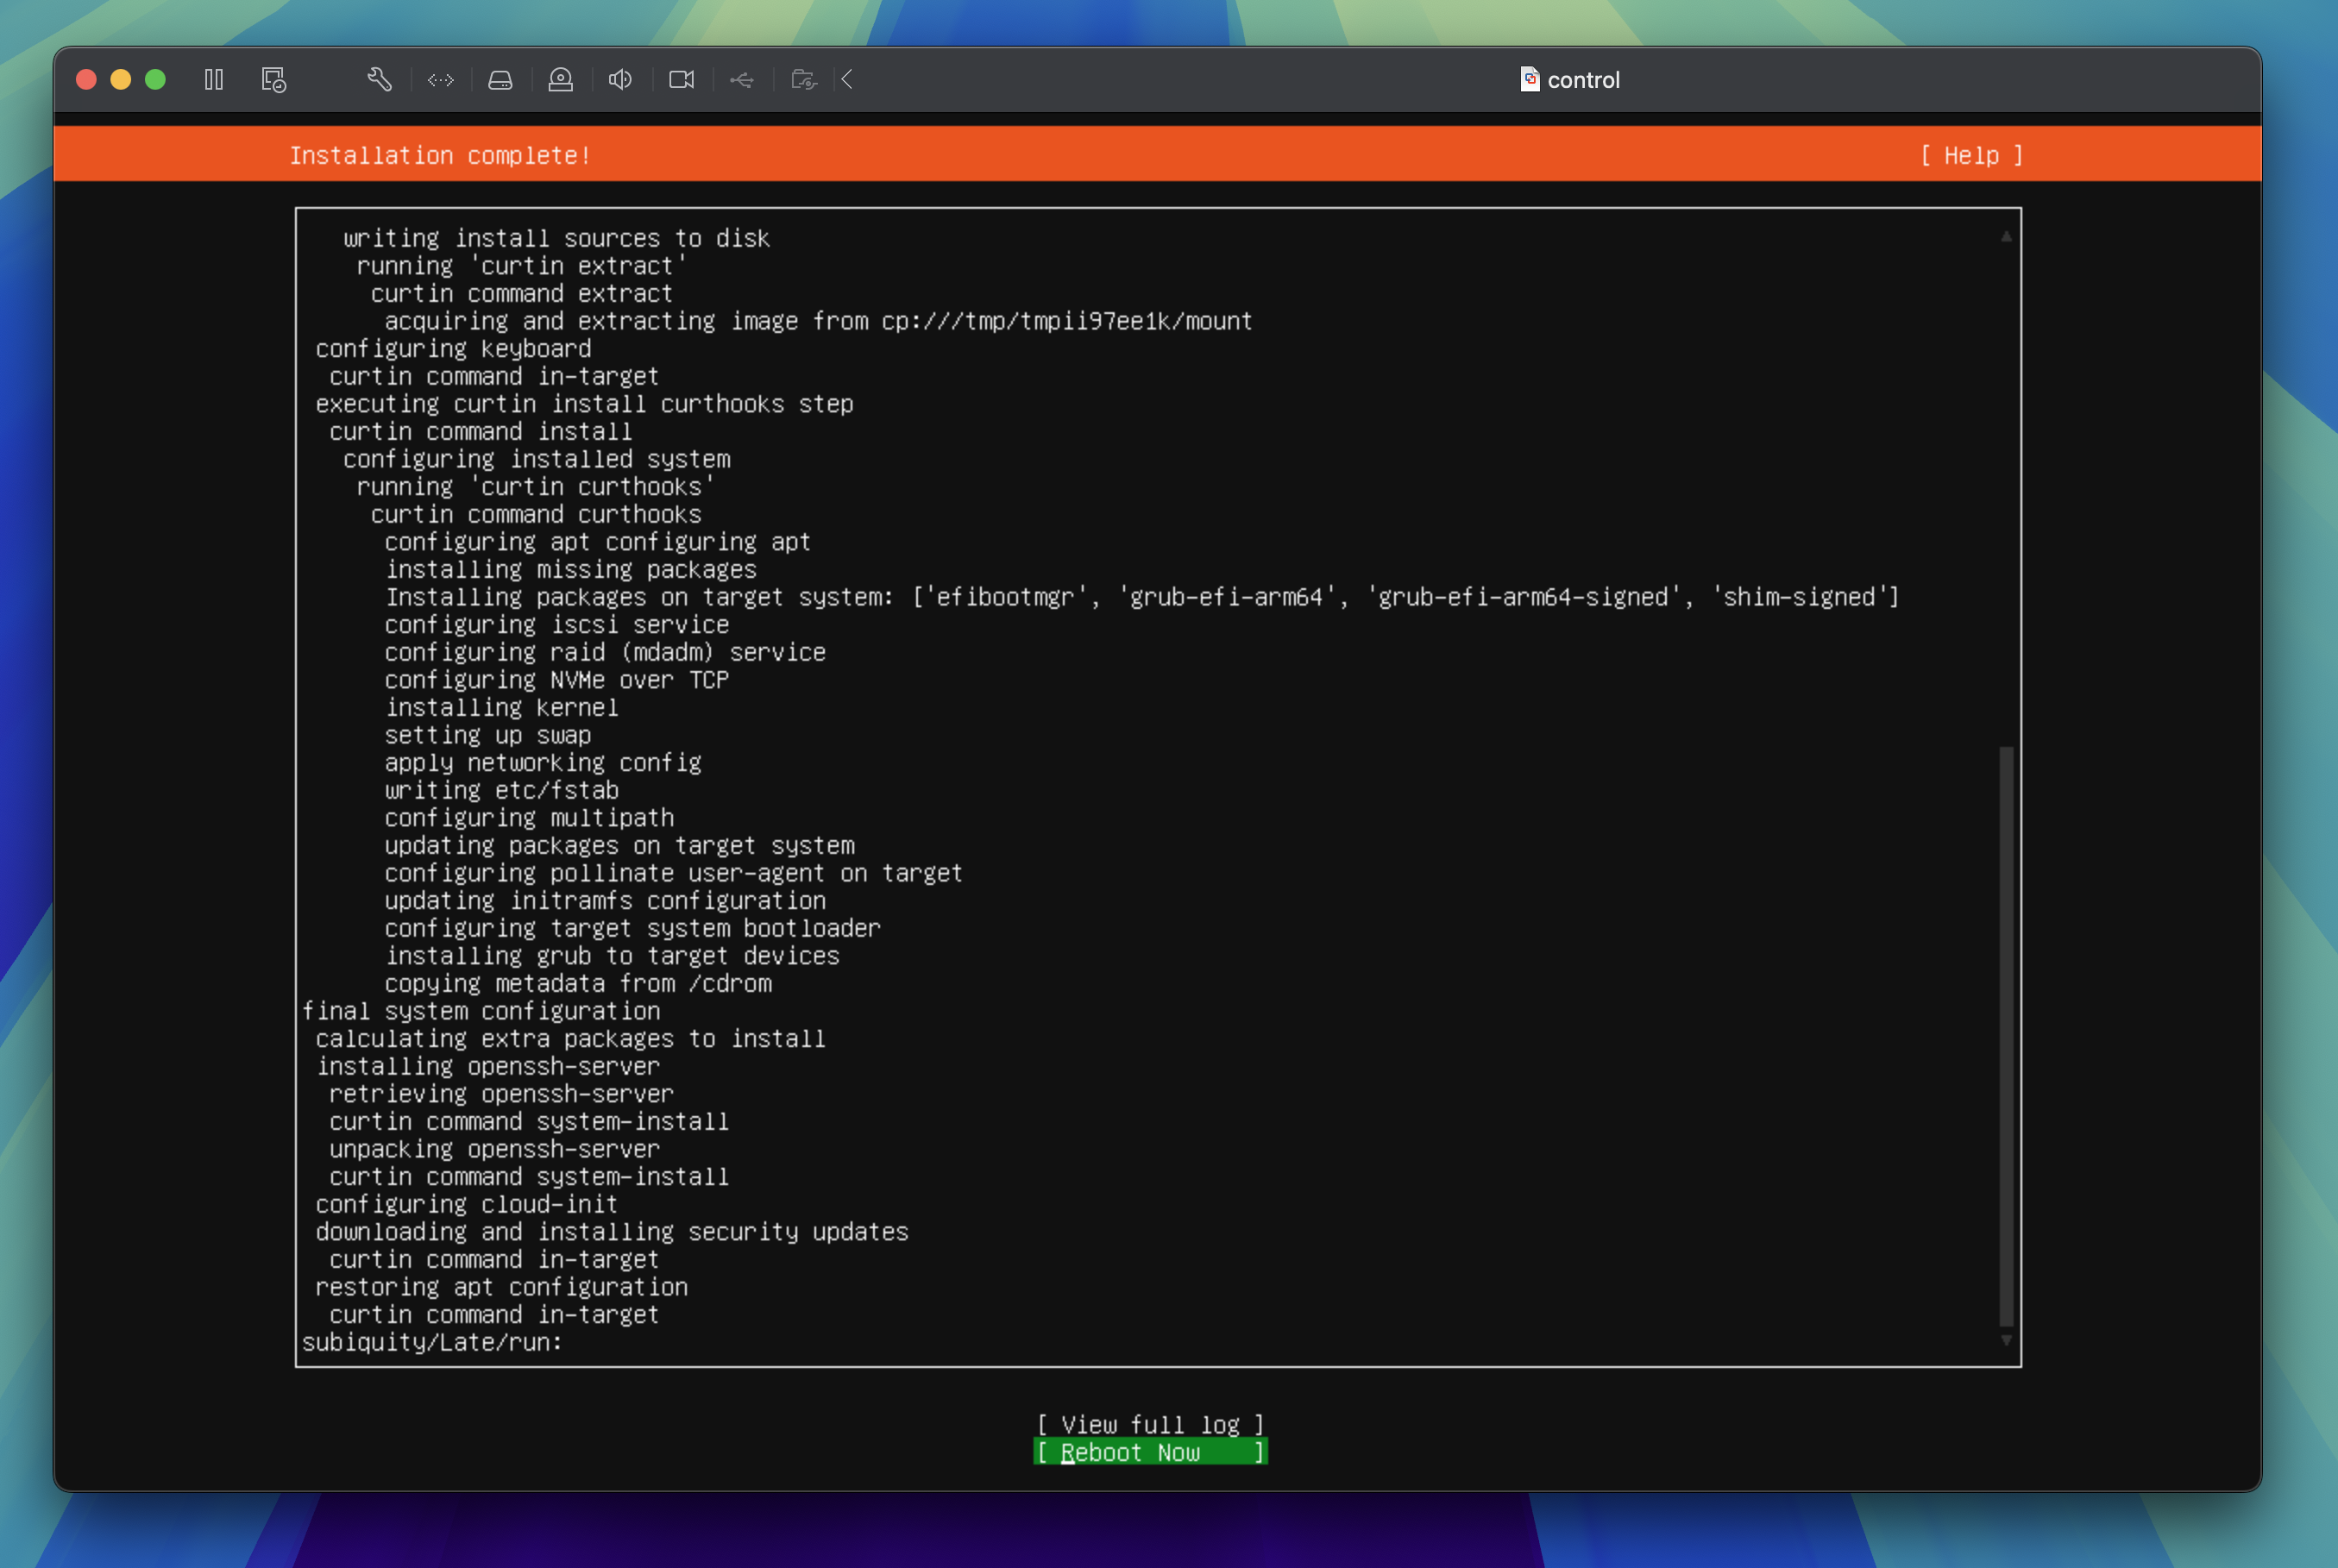 control
Installation complete!
[ Help ]
writing install sources to disk
running 'curtin extract'
curtin command extract
acquiring and extracting image from cp:///tmp/tmpii97ee1k/mount
configuring keyboard
curtin command in-target
executing curtin install curthooks step
curtin command install
configuring installed system
running 'curtin curthooks'
curtin command curthooks
configuring apt configuring apt
installing missing packages
Installing packages on target system: ['efibootmgr', 'grub-efi-arm64', 'grub-efi-arm64-signed', 'shim-signed']
configuring iscsi service
configuring raid (mdadm) service
configuring NVMe over TCP
installing kernel
setting up swap
apply networking config
writing etc/fstab
configuring multipath
updating packages on target system
configuring pollinate user-agent on target
updating initramfs configuration
configuring target system bootloader
installing grub to target devices
copying metadata from /cdrom
final system configuration
calculating extra packages to install
installing openssh-server
retrieving openssh-server
curtin command system-install
unpacking openssh-server
curtin command system-install
configuring cloud-init
downloading and installing security updates
curtin command in-target
restoring apt configuration
curtin command in-target
subiquity/Late/run:
[ View full log ]
[ Reboot Now ]